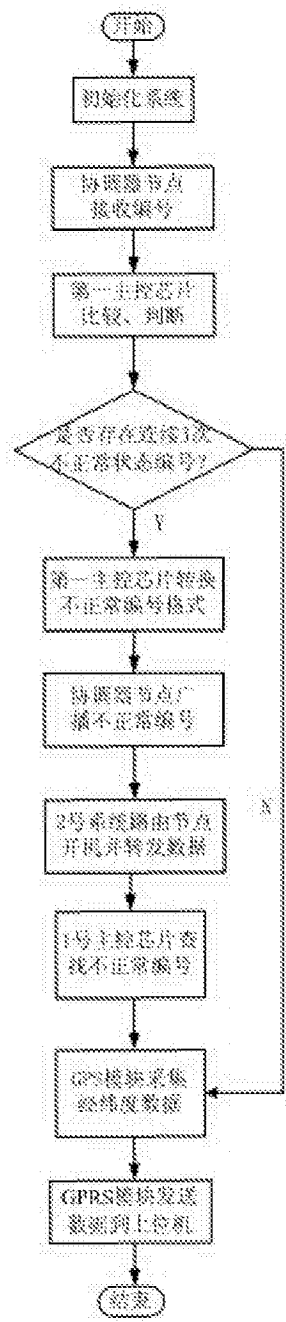 开始
初始化系统
协调器节点
接收编号
第一主控芯片
比较、判断
是否存在连续3次
不正常状态编号?
Y
第一主控芯片转换
不正常编号格式
协调器节点广
播不正常编号
N
2号系统路由节点
开机并转发数据
1号主控芯片查
找不正常编号
GPS模块采集
经纬度数据
GPRS模块发送
数据到上位机
结束